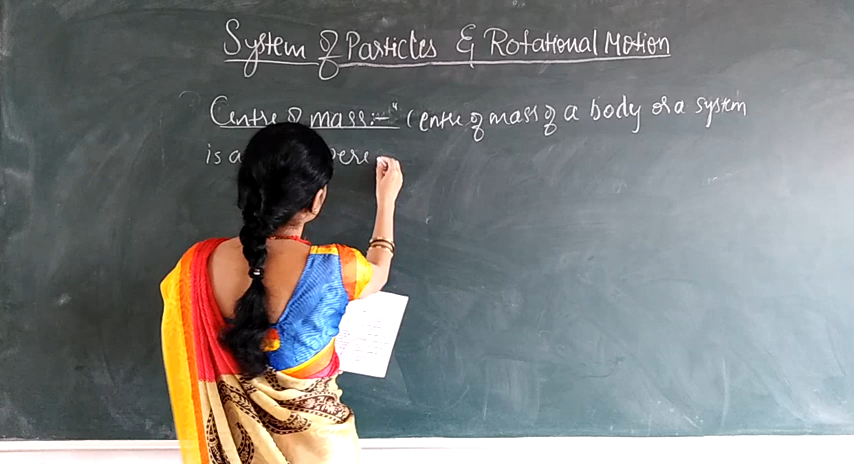 System of Particles & Rotational Motion
Centre of mass:- " Centre of mass of a body or a system
is a